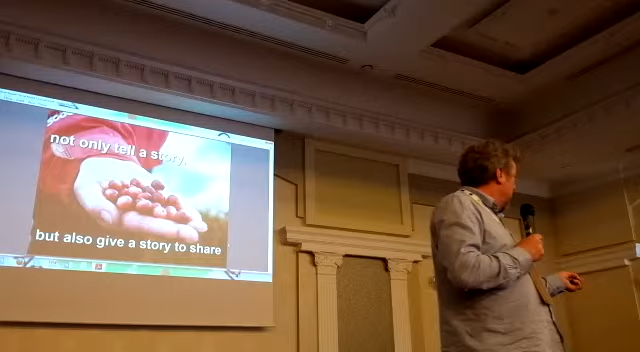 not only tell a story,
but also give a story to share